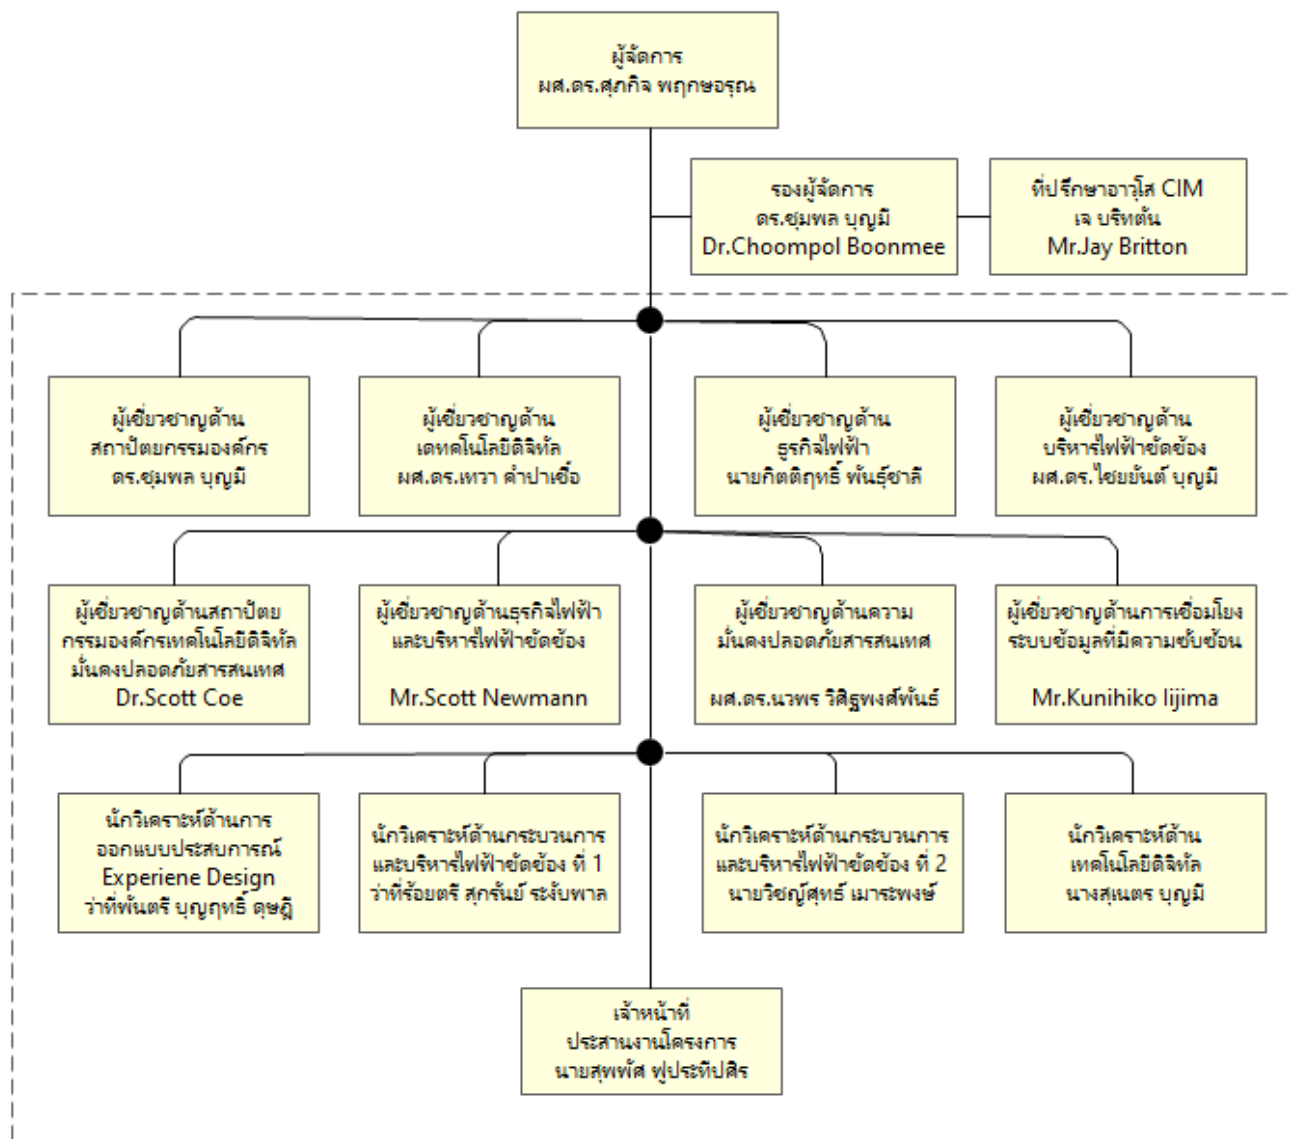 ผู้จัดการ
ผศ.ดร.ศุภกิจ พฤกษอรุณ
รองผู้จัดการ
ดร.ชุมพล บุญมี
Dr.Choompol Boonmee
ที่ปรึกษาอาวุโส CIM
เจ บริทตัน
Mr.Jay Britton
ผู้เชี่ยวชาญด้าน
สถาปัตยกรรมองค์กร
ดร.ชุมพล บุญมี
ผู้เชี่ยวชาญด้าน
เดทคโนโลยีดิจิทัล
ผศ.ดร.เทวา คำปาเชื้อ
ผู้เชี่ยวชาญด้าน
ธุรกิจไฟฟ้า
นายกิตติฤทธิ์ พันธุ์ชาลี
ผู้เชี่ยวชาญด้าน
บริหารไฟฟ้าขัดข้อง
ผศ.ดร.ไชยยันต์ บุญมี
ผู้เชี่ยวชาญด้านสถาปัตย
กรรมองค์กรเทคโนโลยีดิจิทัล
มั่นคงปลอดภัยสารสนเทศ
Dr.Scott Coe
ผู้เชี่ยวชาญด้านธุรกิจไฟฟ้า
และบริหารไฟฟ้าขัดข้อง
Mr.Scott Newmann
ผู้เชี่ยวชาญด้านความ
มั่นคงปลอดภัยสารสนเทศ
ผศ.ดร.นวพร วิสิฐพงศ์พันธ์
ผู้เชี่ยวชาญด้านการเชื่อมโยง
ระบบข้อมูลที่มีความซับซ้อน
Mr.Kunihiko Iijima
นักวิเคราะห์ด้านการ
ออกแบบประสบการณ์
Experiene Design
ว่าที่พันตรี บุญฤทธิ์ ดุษฎี
นักวิเคราะห์ด้านกระบวนการ
และบริหารไฟฟ้าขัดข้อง ที่ 1
ว่าที่ร้อยตรี สุกรันย์ ระงับพาล
นักวิเคราะห์ด้านกระบวนการ
และบริหารไฟฟ้าขัดข้อง ที่ 2
นายวิชญ์ศุทธ์ เมาระพงษ์
นักวิเคราะห์ด้าน
เทคโนโลยีดิจิทัล
นางสุเนตร บุญมี
เจ้าหน้าที่
ประสานงานโครงการ
นายสุพพัศ ฟูประทีปศิร